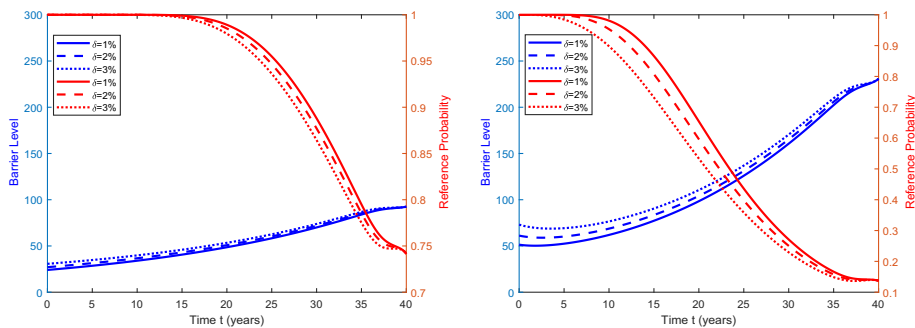 300
250
200
150
100
50
0
Barrier Level
δ=1%
δ=2%
δ=3%
δ=1%
δ=2%
δ=3%
1
0.95
0.9
0.85
0.8
0.75
0.7
Reference Probability
0 5 10 15 20 25 30 35 40
Time t (years)
300
250
200
150
100
50
0
Barrier Level
δ=1%
δ=2%
δ=3%
δ=1%
δ=2%
δ=3%
1
0.9
0.8
0.7
0.6
0.5
0.4
0.3
0.2
0.1
Reference Probability
0 5 10 15 20 25 30 35 40
Time t (years)